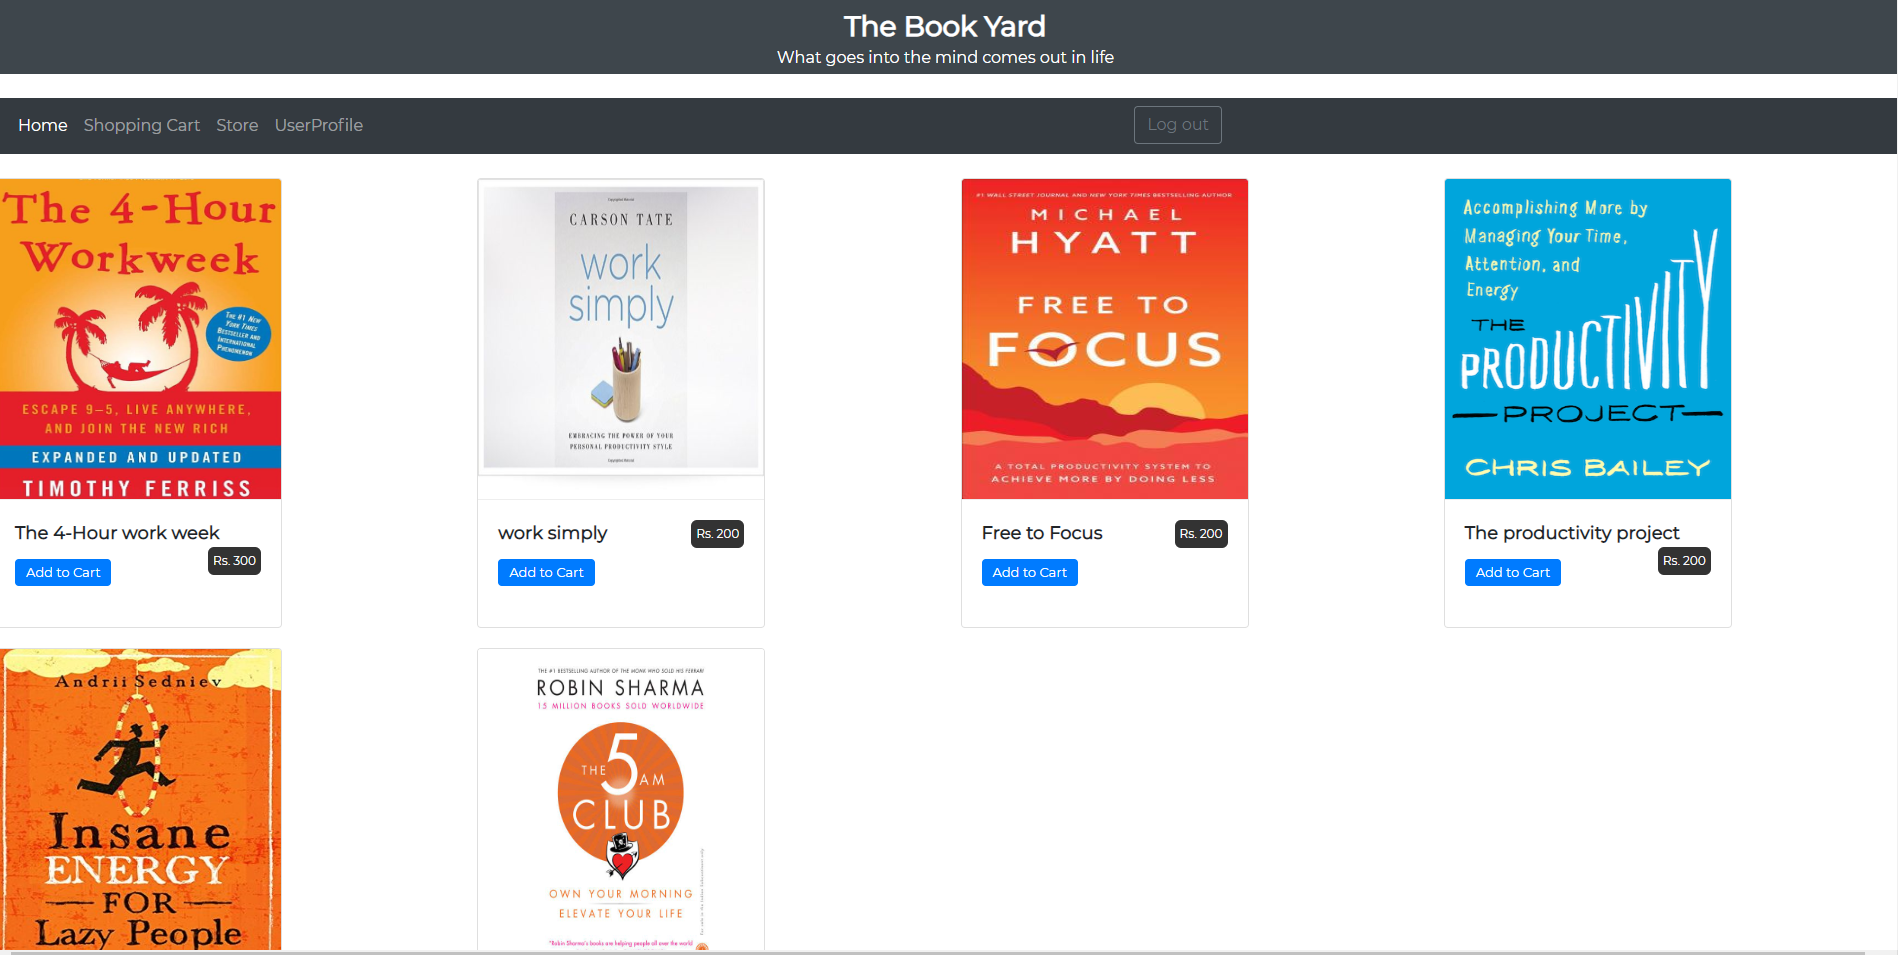 The Book Yard
What goes into the mind comes out in life
Home
Shopping Cart
Store
UserProfile
Log out
The 4-Hour
Workweek
THE #1 NEW
YORK TIMES
BESTSELLER AND
INTERNATIONAL
PHENOMENON
ESCAPE 9–5, LIVE ANYWHERE,
AND JOIN THE NEW RICH
EXPANDED AND UPDATED
TIMOTHY FERRISS
The 4-Hour work week
Rs. 300
Add to Cart
Copyrighted Material
CARSON TATE
work
simply
EMBRACING THE POWER OF YOUR
PERSONAL PRODUCTIVITY STYLE
Copyrighted Material
work simply
Rs. 200
Add to Cart
#1 WALL STREET JOURNAL AND NEW YORK TIMES BESTSELLING AUTHOR
MICHAEL
HYATT
FREE TO
FOCUS
A TOTAL PRODUCTIVITY SYSTEM TO
ACHIEVE MORE BY DOING LESS
Free to Focus
Rs. 200
Add to Cart
Accomplishing More by
Managing Your Time,
Attention, and
Energy
THE
PRODUCTIVITY
PROJECT
CHRIS BAILEY
The productivity project
Rs. 200
Add to Cart
Andrii Sedniev
Insane
ENERGY
FOR
Lazy People
THE #1 BESTSELLING AUTHOR OF THE MONK WHO SOLD HIS FERRARI
ROBIN SHARMA
15 MILLION BOOKS SOLD WORLDWIDE
THE 5 AM
CLUB
OWN YOUR MORNING
ELEVATE YOUR LIFE
"Robin Sharma's books are helping people all over the world